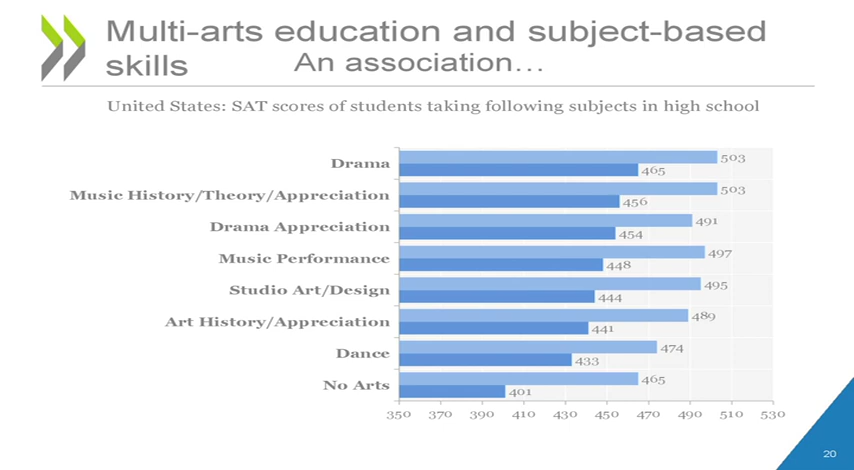 Multi-arts education and subject-based
skills An association…
United States: SAT scores of students taking following subjects in high school
Drama 503
465
Music History/Theory/Appreciation 503
456
Drama Appreciation 491
454
Music Performance 497
448
Studio Art/Design 495
444
Art History/Appreciation 489
441
Dance 474
433
No Arts 465
401
350 370 390 410 430 450 470 490 510 530
20